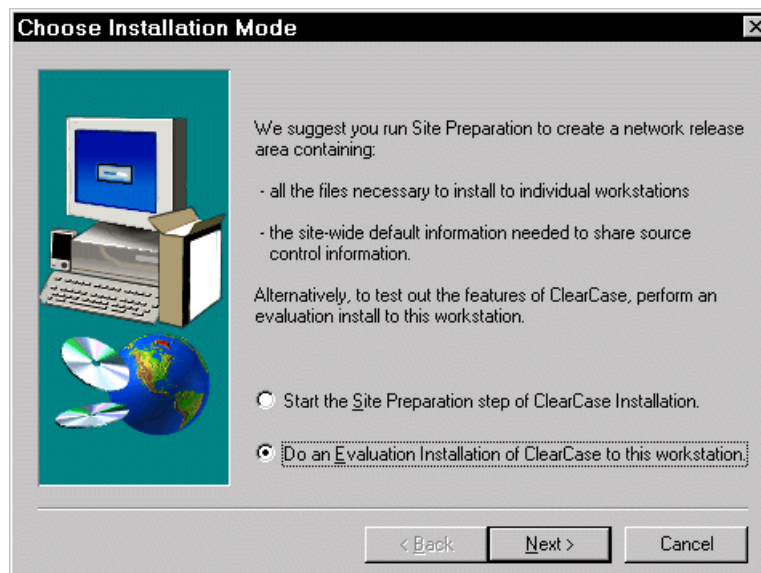 Choose Installation Mode
We suggest you run Site Preparation to create a network release
area containing:
- all the files necessary to install to individual workstations
- the site-wide default information needed to share source
control information.
Alternatively, to test out the features of ClearCase, perform an
evaluation install to this workstation.
Start the Site Preparation step of ClearCase Installation.
Do an Evaluation Installation of ClearCase to this workstation.
< Back
Next >
Cancel